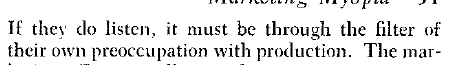 Marketing Myopia 51
If they do listen, it must be through the filter of
their own preoccupation with production. The mar-